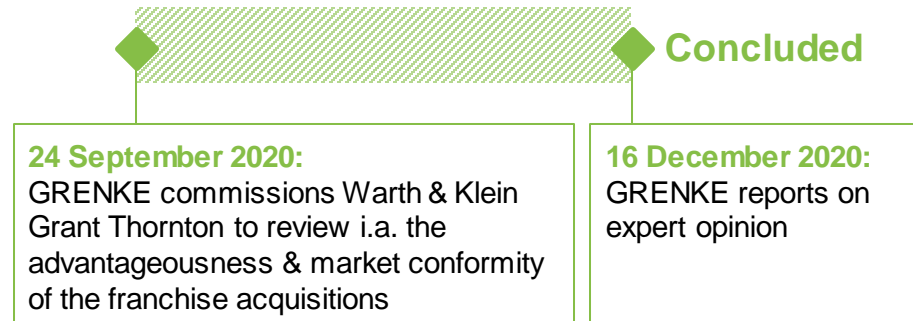 Concluded
24 September 2020:
GRENKE commissions Warth & Klein
Grant Thornton to review i.a. the
advantageousness & market conformity
of the franchise acquisitions
16 December 2020:
GRENKE reports on
expert opinion